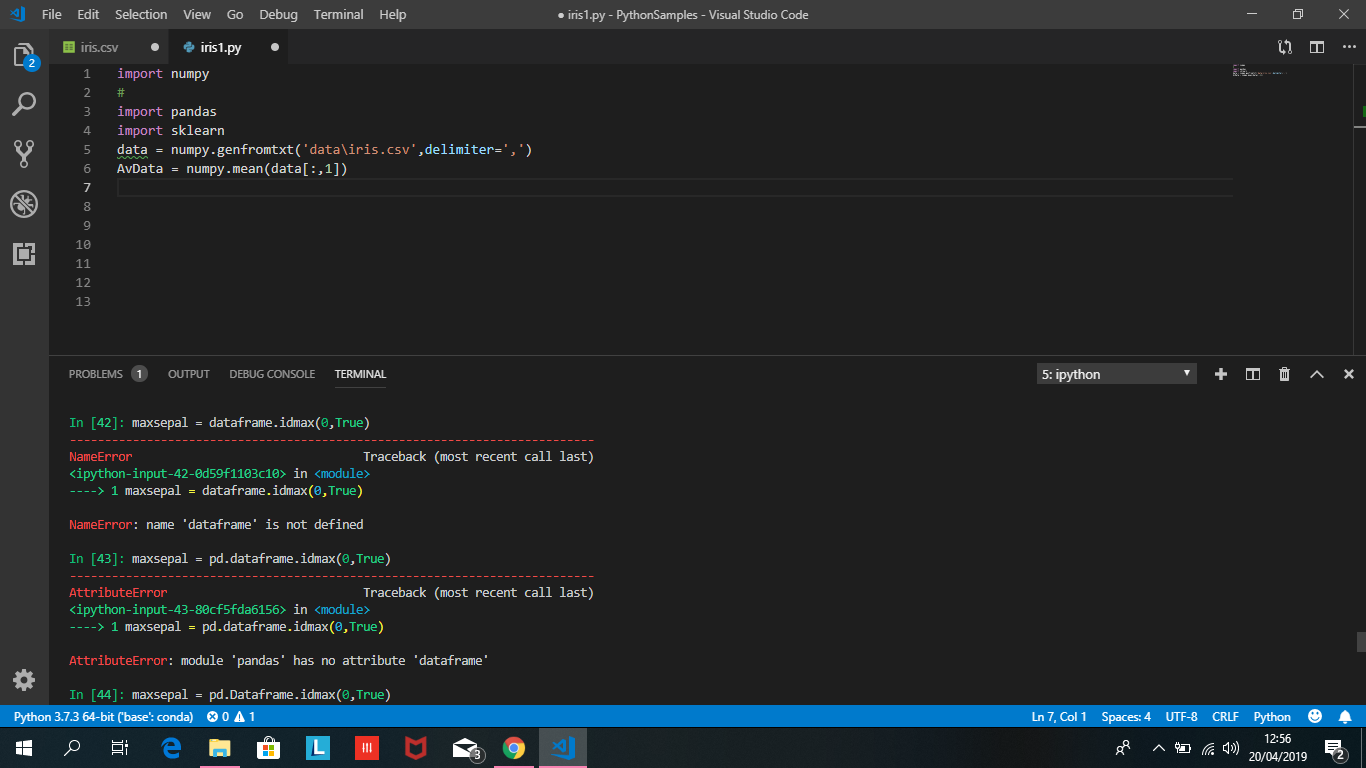 File Edit Selection View Go Debug Terminal Help ● iris1.py - PythonSamples - Visual Studio Code
iris.csv ● iris1.py ●
2
1 import numpy
2 #
3 import pandas
4 import sklearn
5 data = numpy.genfromtxt('data\iris.csv',delimiter=',')
6 AvData = numpy.mean(data[:,1])
7
8
9
10
11
12
13
PROBLEMS 1 OUTPUT DEBUG CONSOLE TERMINAL 5: ipython
In [42]: maxsepal = dataframe.idmax(0,True)
---------------------------------------------------------------------------
NameError Traceback (most recent call last)
<ipython-input-42-0d59f1103c10> in <module>
----> 1 maxsepal = dataframe.idmax(0,True)
NameError: name 'dataframe' is not defined
In [43]: maxsepal = pd.dataframe.idmax(0,True)
---------------------------------------------------------------------------
AttributeError Traceback (most recent call last)
<ipython-input-43-80cf5fda6156> in <module>
----> 1 maxsepal = pd.dataframe.idmax(0,True)
AttributeError: module 'pandas' has no attribute 'dataframe'
In [44]: maxsepal = pd.Dataframe.idmax(0,True)
Python 3.7.3 64-bit ('base': conda) 0 1 Ln 7, Col 1 Spaces: 4 UTF-8 CRLF Python
L 3 12:56
20/04/2019 2